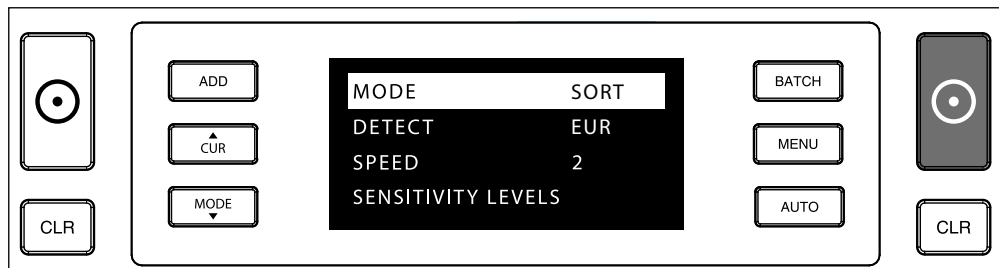 ADD
CUR
MODE
CLR
MODE SORT
DETECT EUR
SPEED 2
SENSITIVITY LEVELS
BATCH
MENU
AUTO
CLR